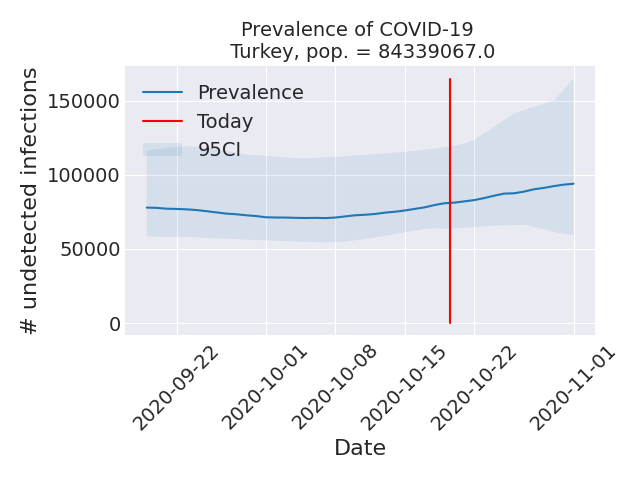 Prevalence of COVID-19
Turkey, pop. = 84339067.0
# undetected infections
150000
100000
50000
0
Prevalence
Today
95CI
2020-09-22
2020-10-01
2020-10-08
2020-10-15
2020-10-22
2020-11-01
Date